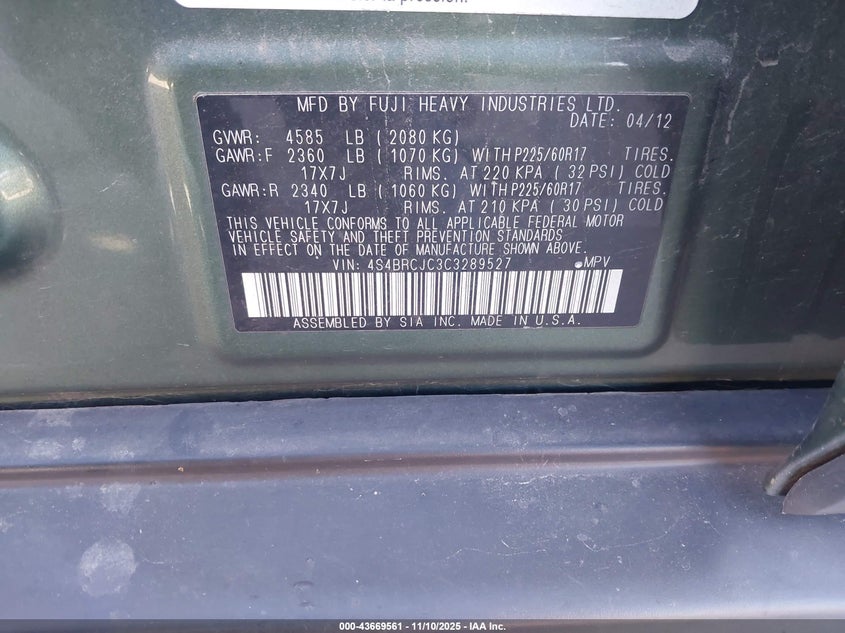 MFD BY FUJI HEAVY INDUSTRIES LTD.
DATE: 04/12
GVWR: 4585 LB (2080 KG)
GAWR:F 2360 LB (1070 KG) WITH P225/60R17 TIRES.
17X7J RIMS. AT 220 KPA (32 PSI) COLD
GAWR:R 2340 LB (1060 KG) WITH P225/60R17 TIRES.
17X7J RIMS. AT 210 KPA (30 PSI) COLD
THIS VEHICLE CONFORMS TO ALL APPLICABLE FEDERAL MOTOR
VEHICLE SAFETY AND THEFT PREVENTION STANDARDS
IN EFFECT ON THE DATE OF MANUFACTURE SHOWN ABOVE.
VIN: 4S4BRCJC3C3289527 MPV
ASSEMBLED BY SIA INC. MADE IN U.S.A.
000-43669561 - 11/10/2025 - IAA Inc.